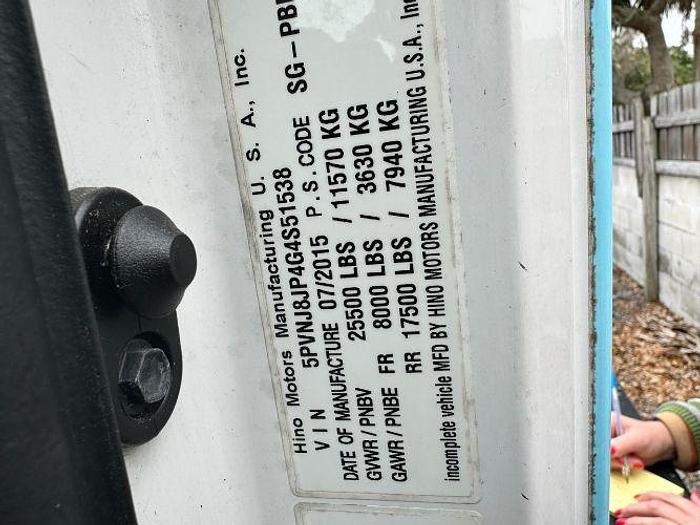 Hino Motors Manufacturing U. S. A., Inc.
VIN 5PVNJ8JP4G4S51538
DATE OF MANUFACTURE 07/2015 P.S.CODE SG-PB
GVWR/PNBV 25500 LBS / 11570 KG
GAWR/PNBE FR 8000 LBS / 3630 KG
RR 17500 LBS / 7940 KG
incomplete vehicle MFD BY HINO MOTORS MANUFACTURING U.S.A., Inc